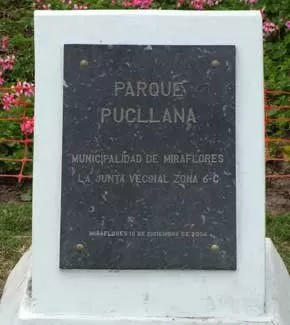 PARQUE
PUCLLANA
MUNICIPALIDAD DE MIRAFLORES
LA JUNTA VECINAL ZONA 6-C
MIRAFLORES 10 DE DICIEMBRE DE 2004